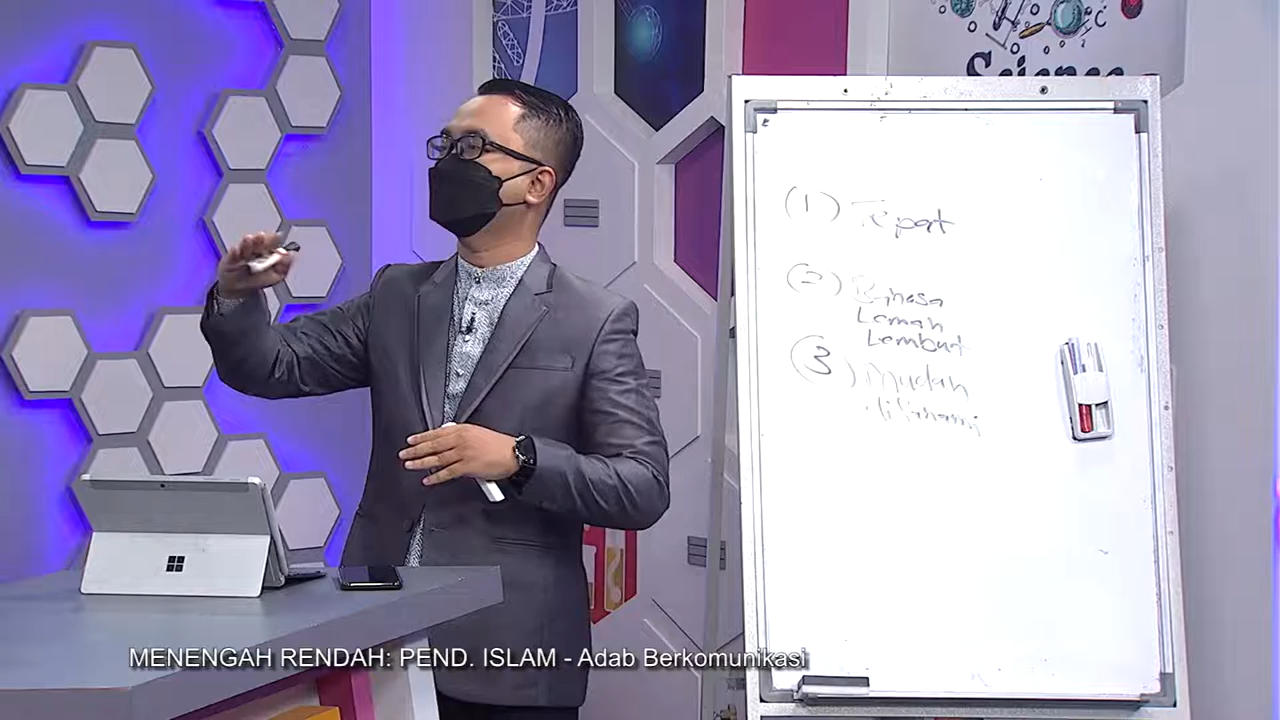 Science
(1) Tepat
(2) Bahasa
Lemah
Lembut
(3) Mudah
difahami
MENENGAH RENDAH: PEND. ISLAM - Adab Berkomunikasi